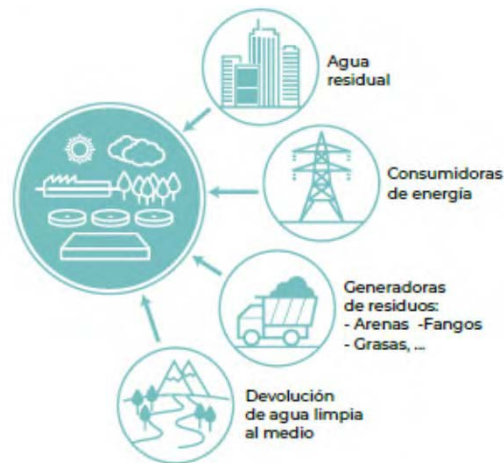 Agua
residual
Consumidoras
de energía
Generadoras
de residuos:
- Arenas -Fangos
- Grasas, ...
Devolución
de agua limpia
al medio